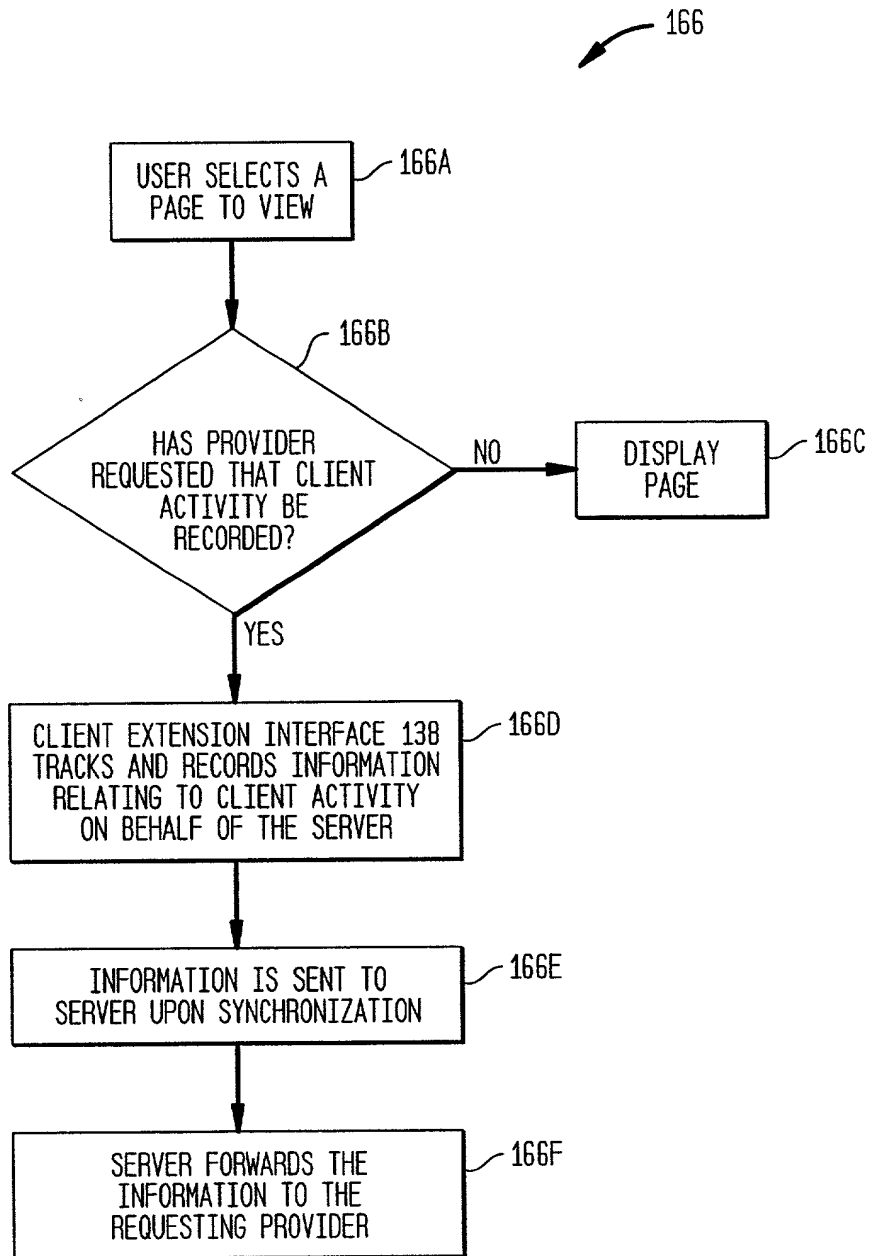 166
USER SELECTS A
PAGE TO VIEW
166A
166B
HAS PROVIDER
REQUESTED THAT CLIENT
ACTIVITY BE
RECORDED?
NO
DISPLAY
PAGE
166C
YES
CLIENT EXTENSION INTERFACE 138
TRACKS AND RECORDS INFORMATION
RELATING TO CLIENT ACTIVITY
ON BEHALF OF THE SERVER
166D
INFORMATION IS SENT TO
SERVER UPON SYNCHRONIZATION
166E
SERVER FORWARDS THE
INFORMATION TO THE
REQUESTING PROVIDER
166F